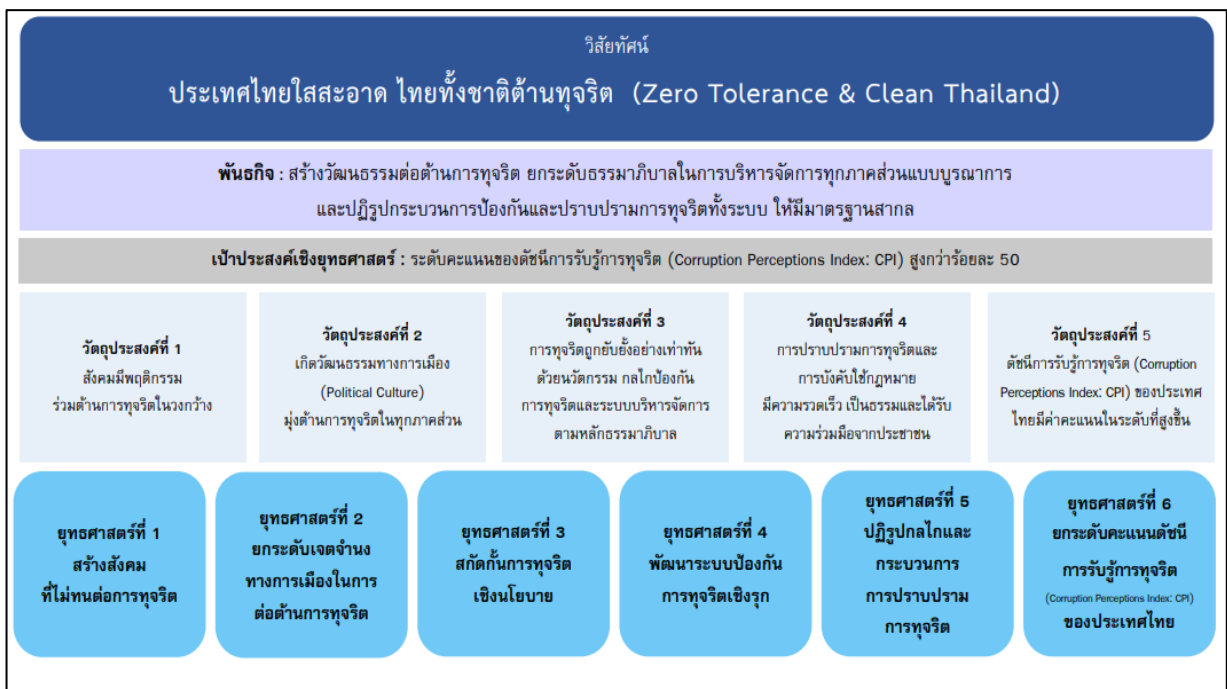 วิสัยทัศน์
ประเทศไทยใสสะอาด ไทยทั้งชาติต้านทุจริต (Zero Tolerance & Clean Thailand)
พันธกิจ : สร้างวัฒนธรรมต่อต้านการทุจริต ยกระดับธรรมาภิบาลในการบริหารจัดการทุกภาคส่วนแบบบูรณาการ
และปฏิรูปกระบวนการป้องกันและปราบปรามการทุจริตทั้งระบบ ให้มีมาตรฐานสากล
เป้าประสงค์เชิงยุทธศาสตร์ : ระดับคะแนนของดัชนีการรับรู้การทุจริต (Corruption Perceptions Index: CPI) สูงกว่าร้อยละ 50
วัตถุประสงค์ที่ 1
สังคมมีพฤติกรรม
ร่วมต้านการทุจริตในวงกว้าง
วัตถุประสงค์ที่ 2
เกิดวัฒนธรรมทางการเมือง
(Political Culture)
มุ่งต้านการทุจริตในทุกภาคส่วน
วัตถุประสงค์ที่ 3
การทุจริตถูกยับยั้งอย่างเท่าทัน
ด้วยนวัตกรรม กลไกป้องกัน
การทุจริตและระบบบริหารจัดการ
ตามหลักธรรมาภิบาล
วัตถุประสงค์ที่ 4
การปราบปรามการทุจริตและ
การบังคับใช้กฎหมาย
มีความรวดเร็ว เป็นธรรมและได้รับ
ความร่วมมือจากประชาชน
วัตถุประสงค์ที่ 5
ดัชนีการรับรู้การทุจริต (Corruption
Perceptions Index: CPI) ของประเทศ
ไทยมีค่าคะแนนในระดับที่สูงขึ้น
ยุทธศาสตร์ที่ 1
สร้างสังคม
ที่ไม่ทนต่อการทุจริต
ยุทธศาสตร์ที่ 2
ยกระดับเจตจำนง
ทางการเมืองในการ
ต่อต้านการทุจริต
ยุทธศาสตร์ที่ 3
สกัดกั้นการทุจริต
เชิงนโยบาย
ยุทธศาสตร์ที่ 4
พัฒนาระบบป้องกัน
การทุจริตเชิงรุก
ยุทธศาสตร์ที่ 5
ปฏิรูปกลไกและ
กระบวนการ
การปราบปราม
การทุจริต
ยุทธศาสตร์ที่ 6
ยกระดับคะแนนดัชนี
การรับรู้การทุจริต
(Corruption Perceptions Index: CPI)
ของประเทศไทย